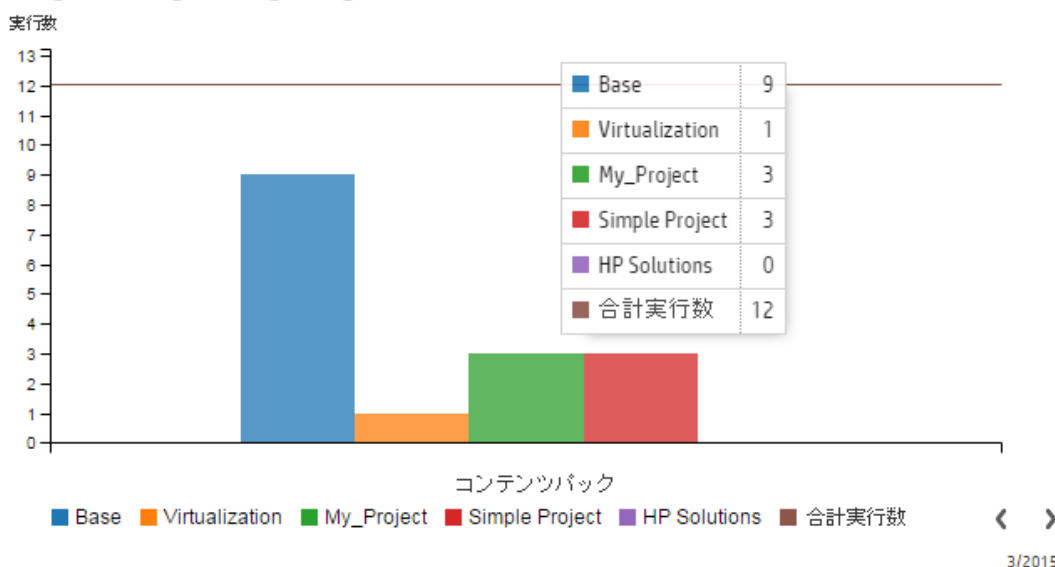 実行数
13
12
11
10
9
8
7
6
5
4
3
2
1
0
Base 9
Virtualization 1
My_Project 3
Simple Project 3
HP Solutions 0
合計実行数 12
コンテンツパック
Base Virtualization My_Project Simple Project HP Solutions 合計実行数
3/2015